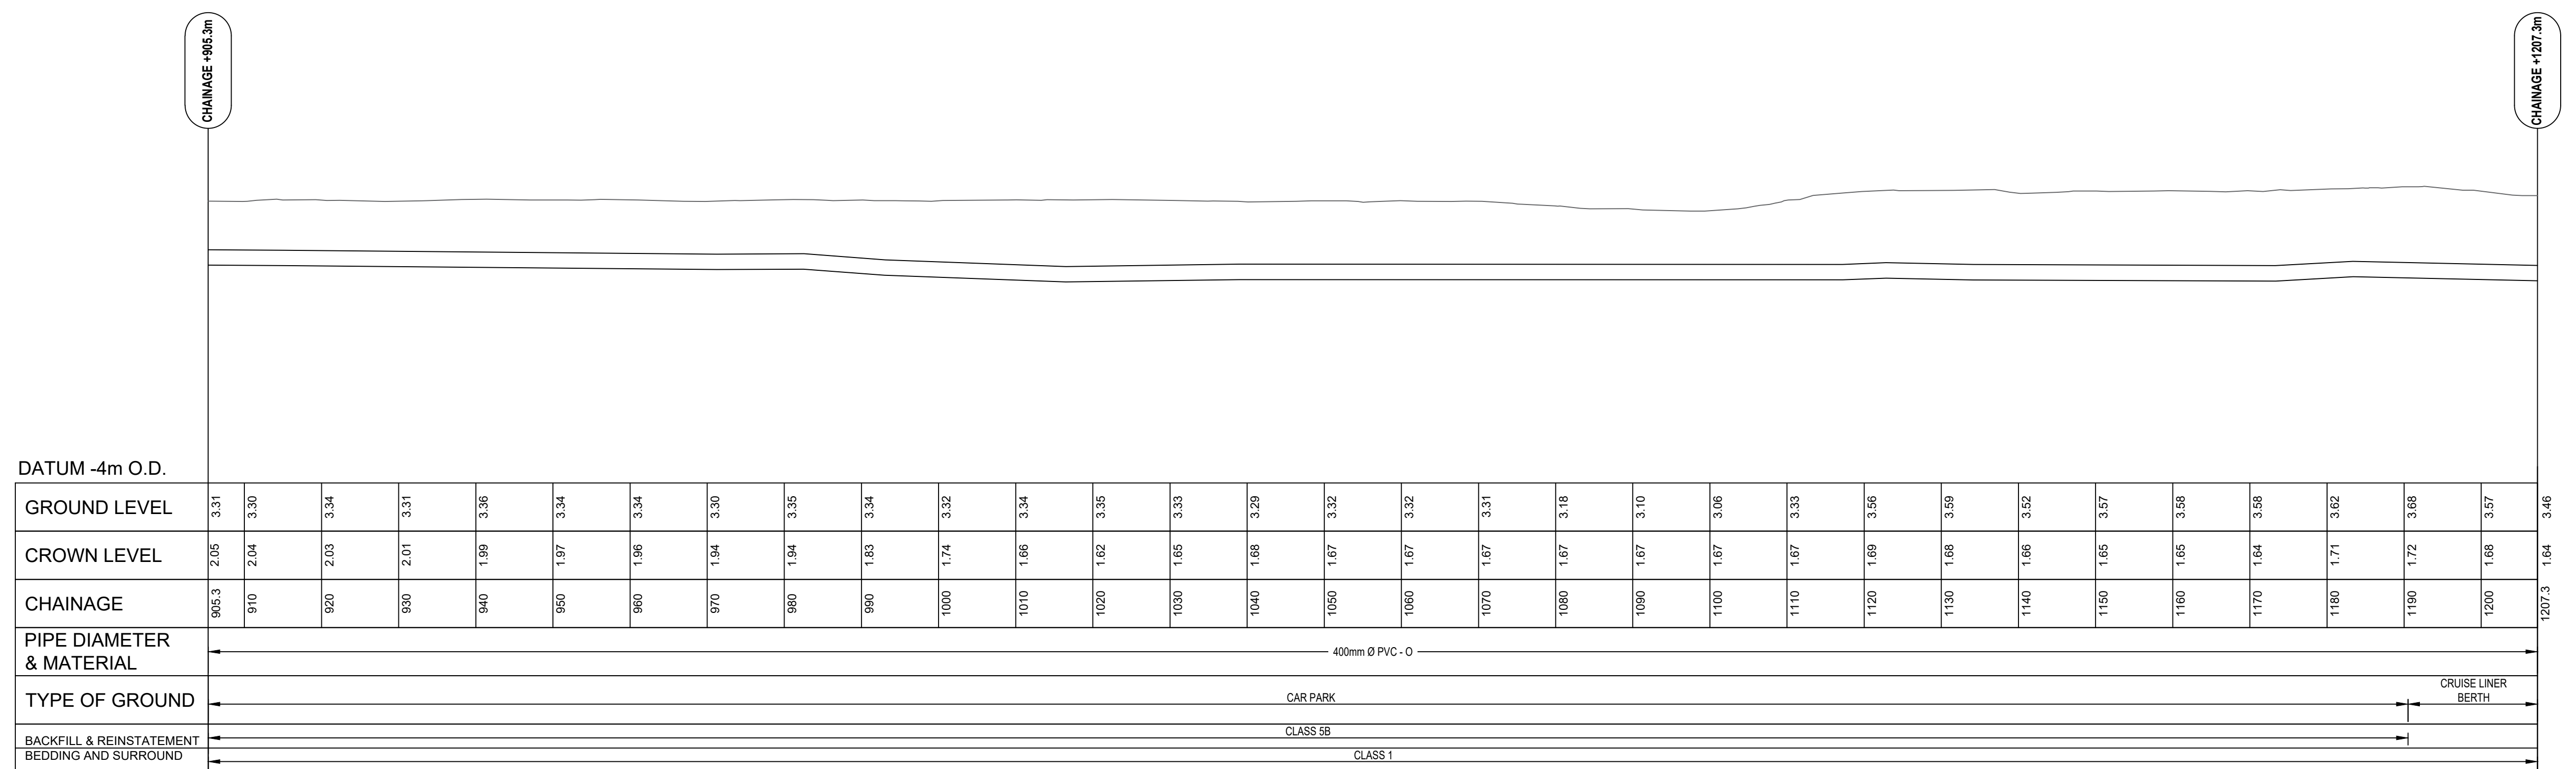 CHAINAGE +905.3m
CHAINAGE +1207.3m
DATUM -4m O.D.
GROUND LEVEL 3.31 3.30 3.34 3.31 3.36 3.34 3.34 3.30 3.35 3.34 3.32 3.34 3.35 3.33 3.29 3.32 3.32 3.31 3.18 3.10 3.06 3.33 3.56 3.59 3.52 3.57 3.58 3.58 3.62 3.68 3.57 3.46
CROWN LEVEL 2.05 2.04 2.03 2.01 1.99 1.97 1.96 1.94 1.94 1.83 1.74 1.66 1.62 1.65 1.68 1.67 1.67 1.67 1.67 1.67 1.67 1.67 1.69 1.68 1.66 1.65 1.65 1.64 1.71 1.72 1.68 1.64
CHAINAGE 905.3 910 920 930 940 950 960 970 980 990 1000 1010 1020 1030 1040 1050 1060 1070 1080 1090 1100 1110 1120 1130 1140 1150 1160 1170 1180 1190 1200 1207.3
PIPE DIAMETER
& MATERIAL
400mm Ø PVC - O
TYPE OF GROUND
CAR PARK
CRUISE LINER
BERTH
BACKFILL & REINSTATEMENT
CLASS 5B
BEDDING AND SURROUND
CLASS 1